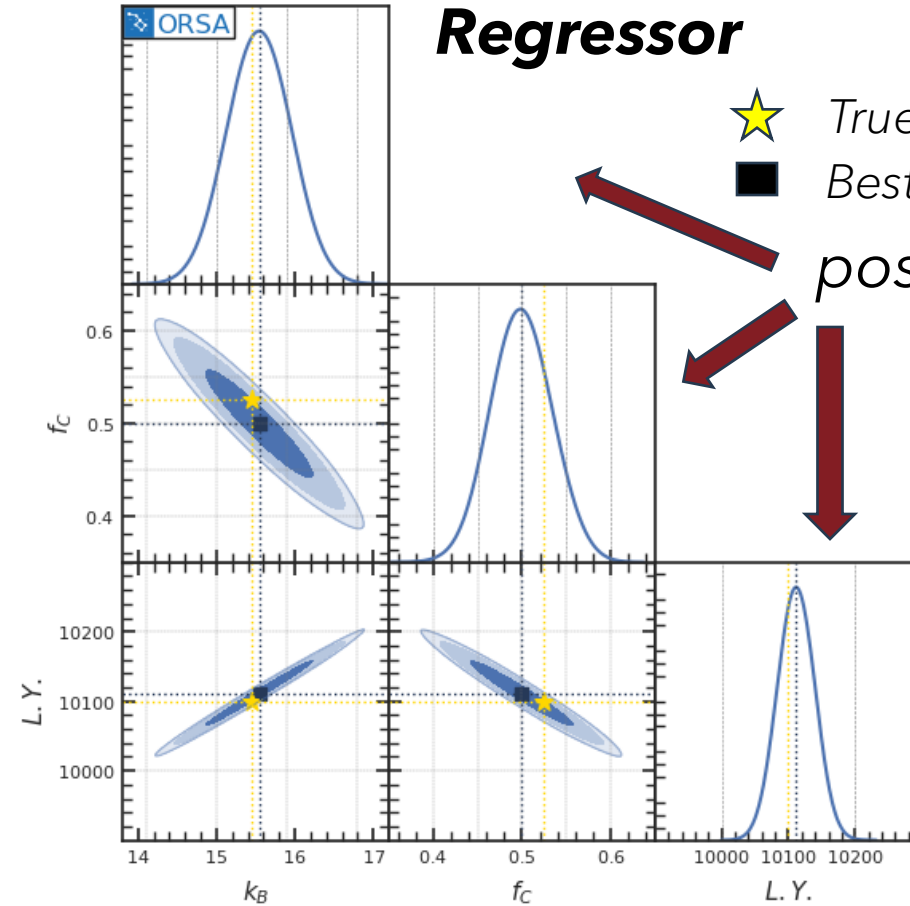 ORSA
Regressor
True
Best
pos
0.6
0.5
0.4
f_C
10200
10100
10000
L.Y.
14 15 16 17
0.4 0.5 0.6
10000 10100 10200
k_B
f_C
L.Y.